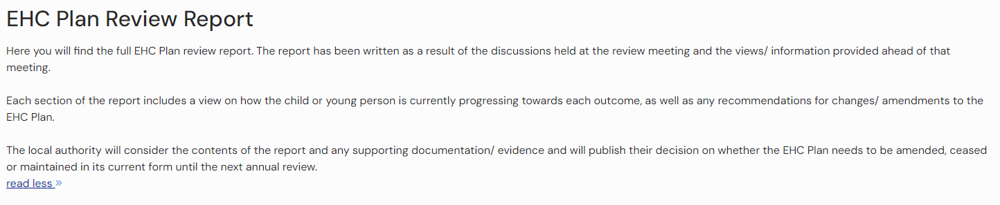 EHC Plan Review Report
Here you will find the full EHC Plan review report. The report has been written as a result of the discussions held at the review meeting and the views/ information provided ahead of that
meeting.
Each section of the report includes a view on how the child or young person is currently progressing towards each outcome, as well as any recommendations for changes/ amendments to the
EHC Plan.
The local authority will consider the contents of the report and any supporting documentation/ evidence and will publish their decision on whether the EHC Plan needs to be amended, ceased
or maintained in its current form until the next annual review.
read less »